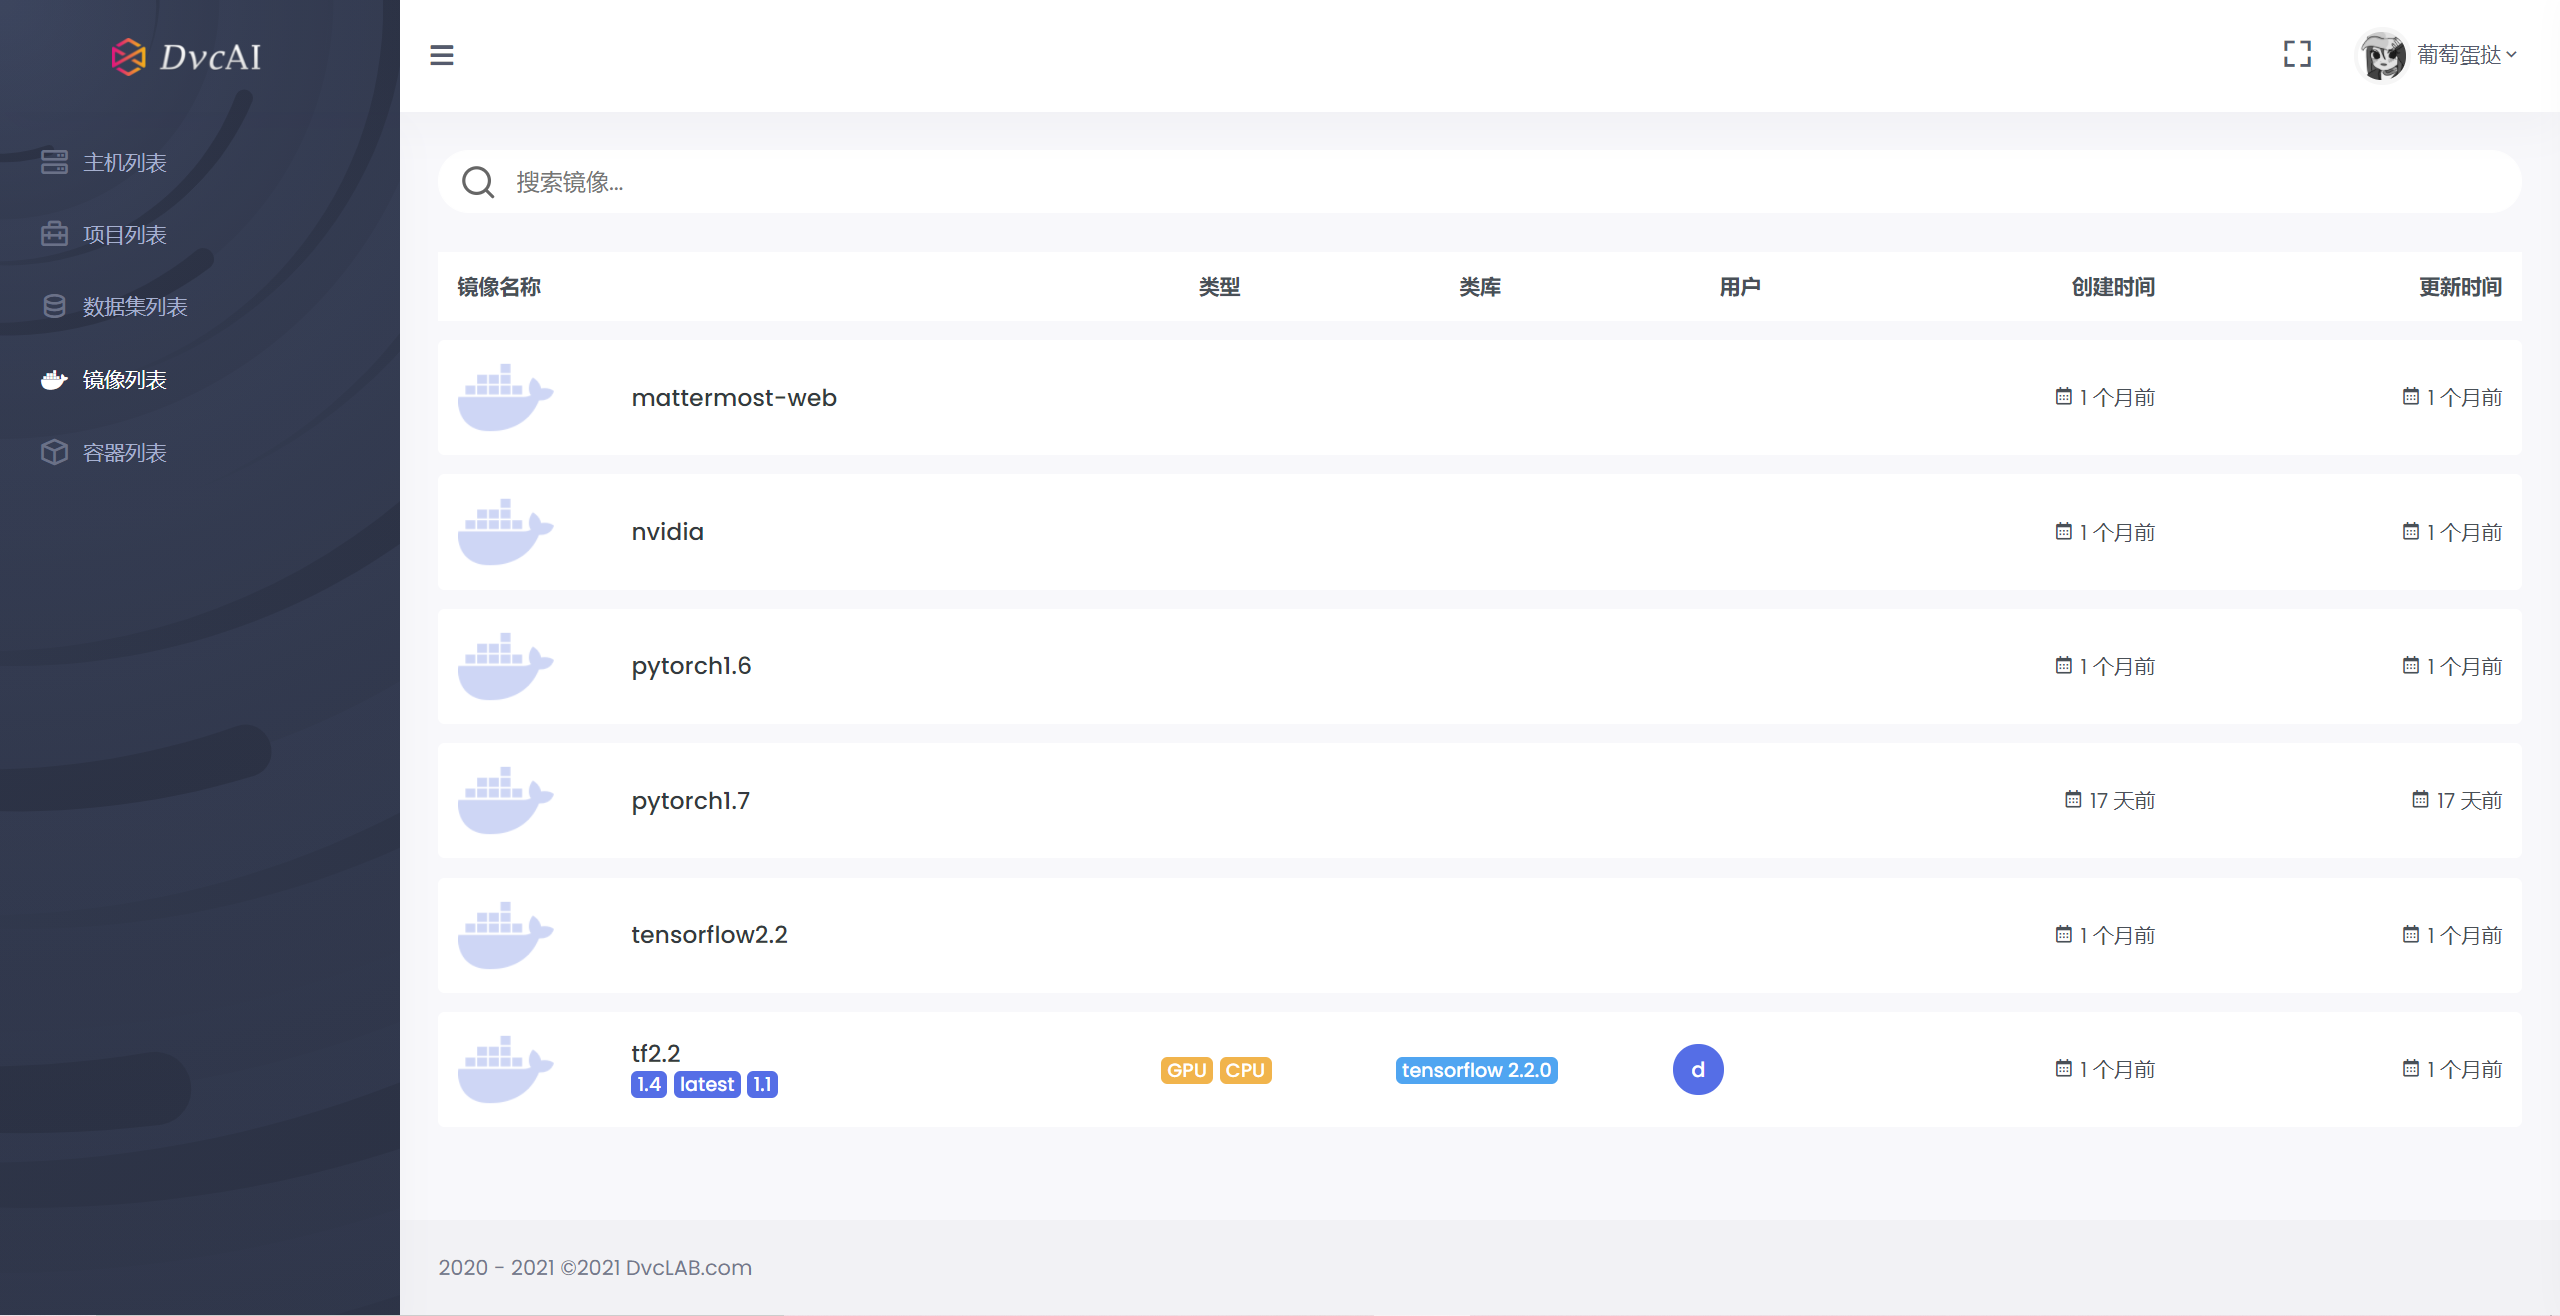 DvcAI
葡萄蛋挞
主机列表
项目列表
数据集列表
镜像列表
容器列表
搜索镜像...
镜像名称 类型 类库 用户 创建时间 更新时间
mattermost-web 1 个月前 1 个月前
nvidia 1 个月前 1 个月前
pytorch1.6 1 个月前 1 个月前
pytorch1.7 17 天前 17 天前
tensorflow2.2 1 个月前 1 个月前
tf2.2
1.4 latest 1.1 GPU CPU tensorflow 2.2.0 d 1 个月前 1 个月前
2020 - 2021 ©2021 DvcLAB.com